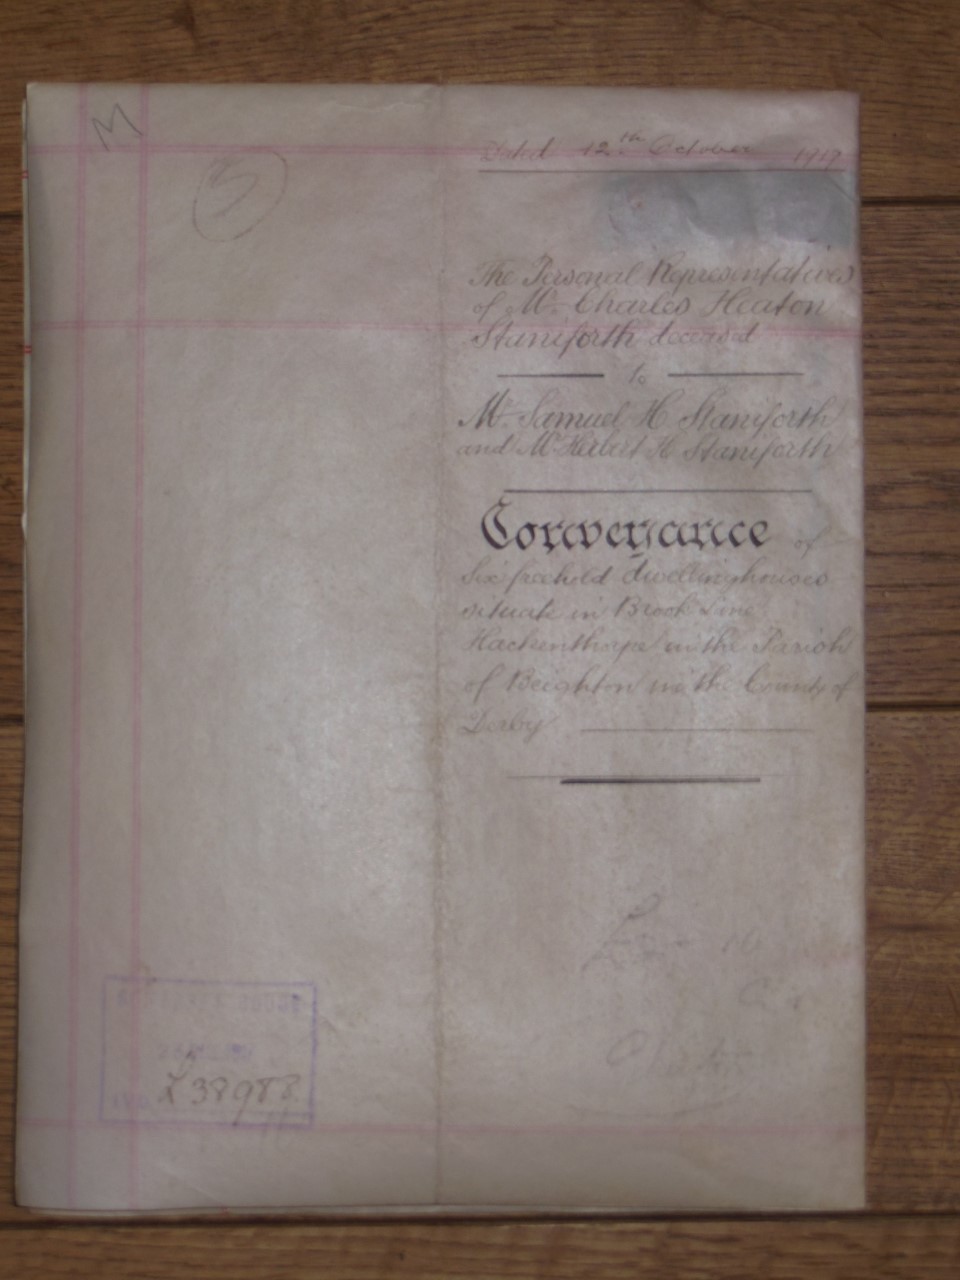 M
5
Dated 12th October 1917
The Personal Representatives
of Mr. Charles Heaton
Staniforth deceased
to
Mr. Samuel H. Staniforth
and Mr Herbert H Staniforth
Conveyance of
Six freehold dwellinghouses
situate in Brook Lane
Hackenthorpe in the Parish
of Beighton in the County of
Derby
L38988.